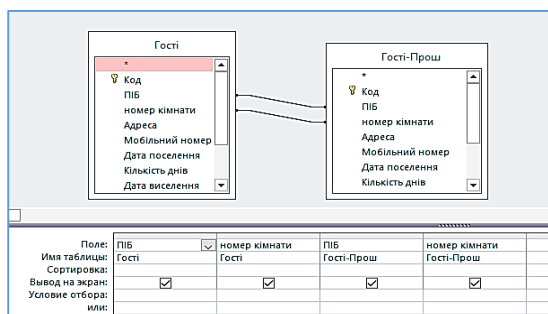 Гості
*
Код
ПІБ
номер кімнати
Адреса
Мобільний номер
Дата поселення
Кількість днів
Дата виселення
Гості-Прош
*
Код
ПІБ
номер кімнати
Адреса
Мобільний номер
Дата поселення
Кількість днів
Поле: ПІБ номер кімнати ПІБ номер кімнати
Имя таблицы: Гості Гості Гості-Прош Гості-Прош
Сортировка:
Вывод на экран:
Условие отбора:
или: